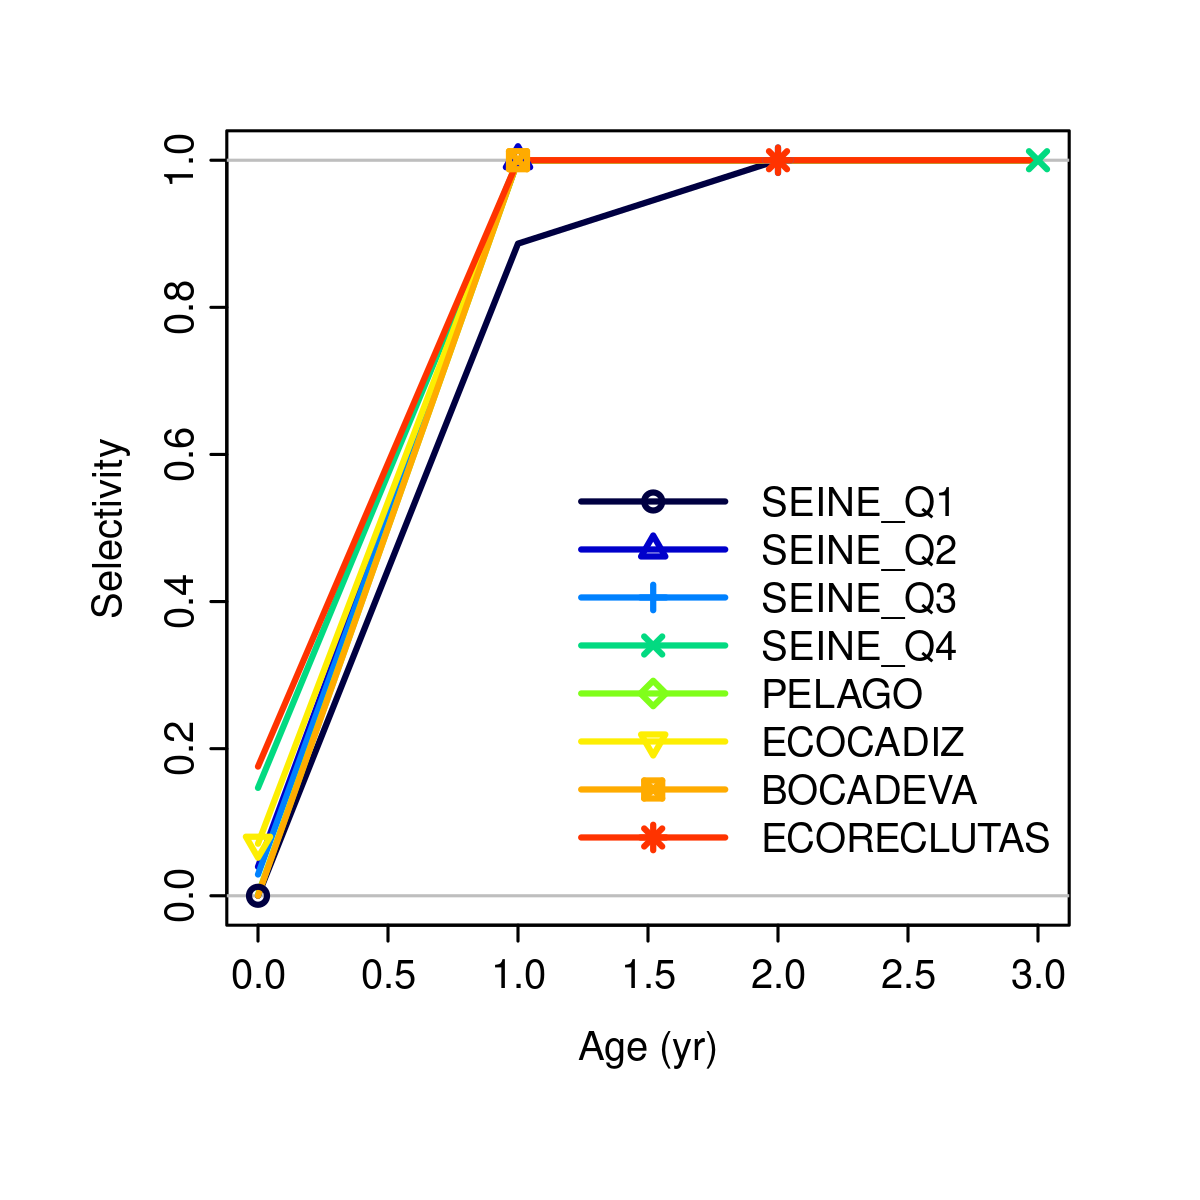 Selectivity
1.0
0.8
0.6
0.4
0.2
0.0
SEINE_Q1
SEINE_Q2
SEINE_Q3
SEINE_Q4
PELAGO
ECOCADIZ
BOCADEVA
ECORECLUTAS
0.0 0.5 1.0 1.5 2.0 2.5 3.0
Age (yr)